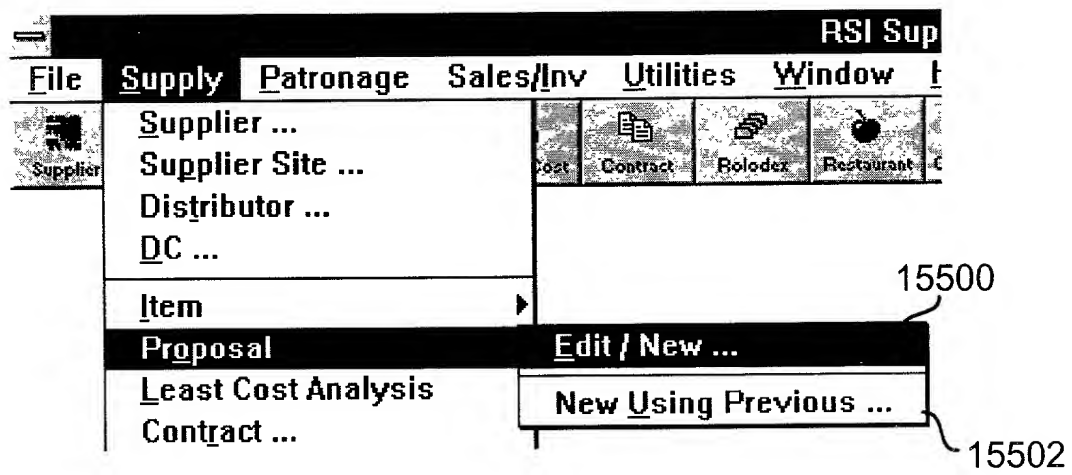 RSI Sup
File Supply Patronage Sales/Inv Utilities Window
Supplier ...
Supplier Cost Contract Rolodex Restaurant
Supplier Site ...
Distributor ...
DC ...
15500
Item
Proposal Edit / New ...
Least Cost Analysis
New Using Previous ...
Contract ...
15502